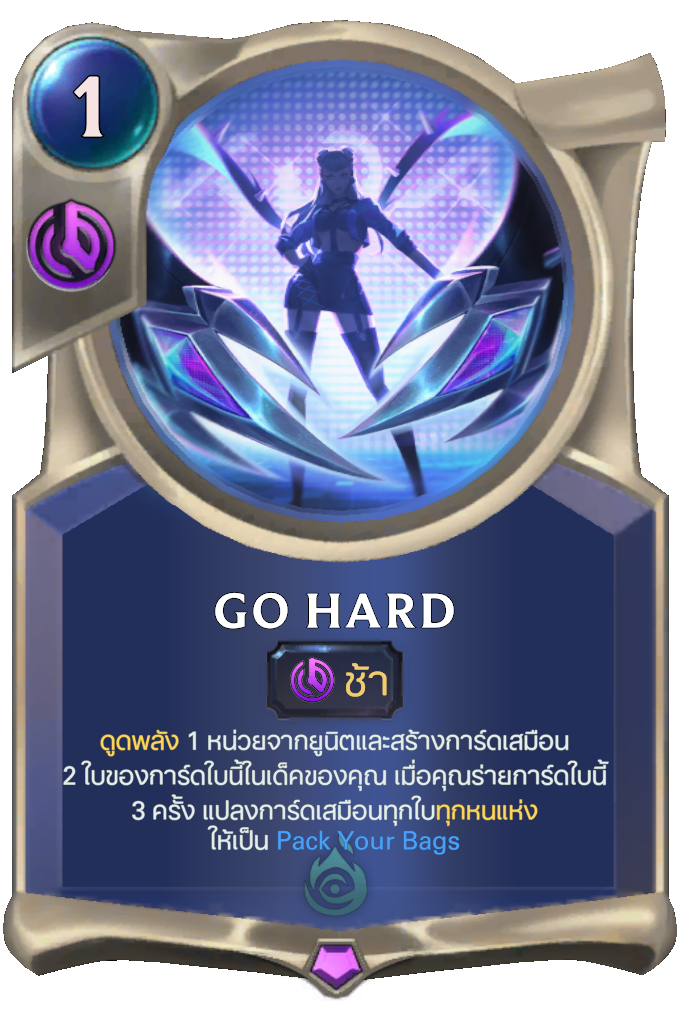 1
GO HARD
ช้า
ดูดพลัง 1 หน่วยจากยูนิตและสร้างการ์ดเสมือน
2 ใบของการ์ดใบนี้ในเด็คของคุณ เมื่อคุณร่ายการ์ดใบนี้
3 ครั้ง แปลงการ์ดเสมือนทุกใบทุกหนแห่ง
ให้เป็น Pack Your Bags